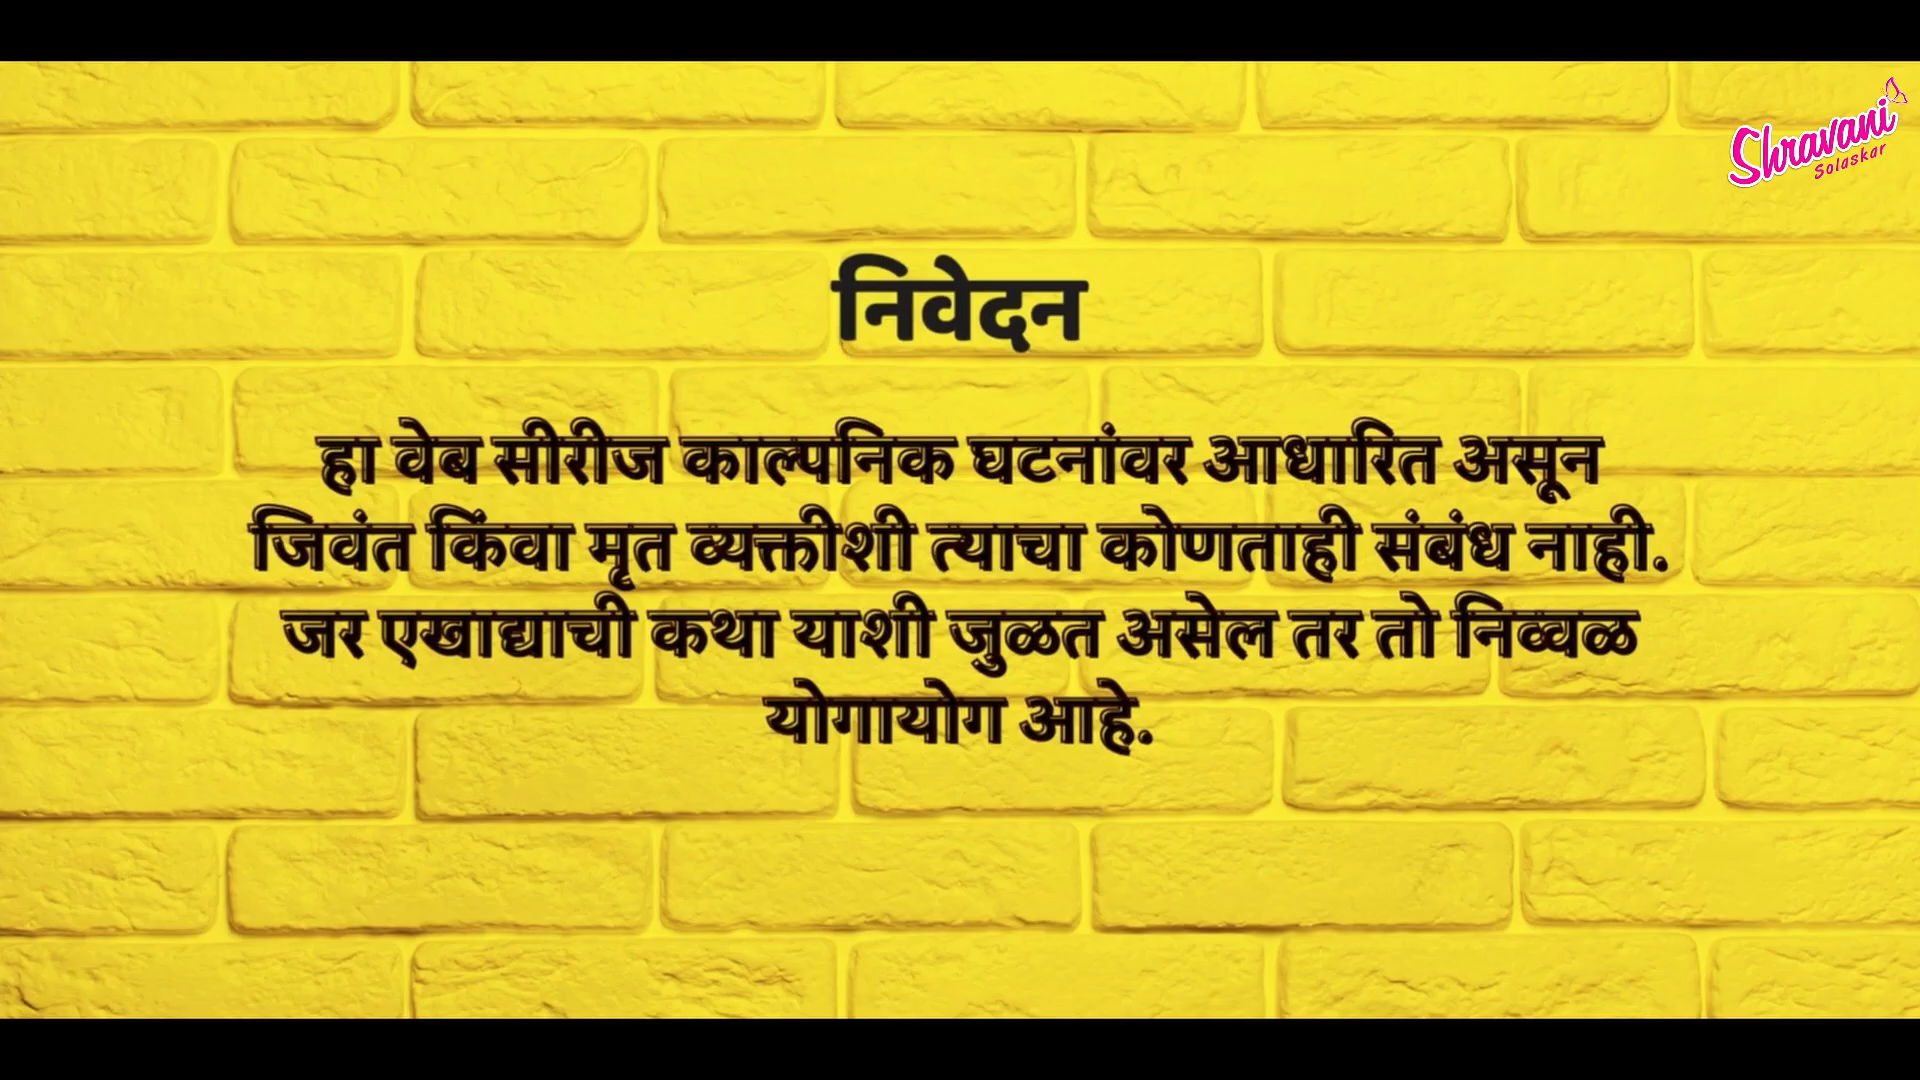 Shravani
Solaskar
निवेदन
हा वेब सीरीज काल्पनिक घटनांवर आधारित असून
जिवंत किंवा मृत व्यक्तीशी त्याचा कोणताही संबंध नाही.
जर एखाद्याची कथा याशी जुळत असेल तर तो निव्वळ
योगायोग आहे.